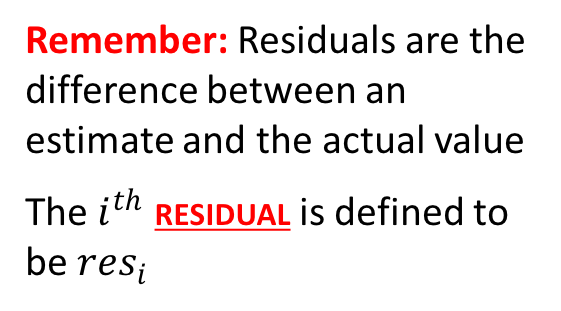 Remember: Residuals are the
difference between an
estimate and the actual value
The iᵗʰ RESIDUAL is defined to
be resᵢ